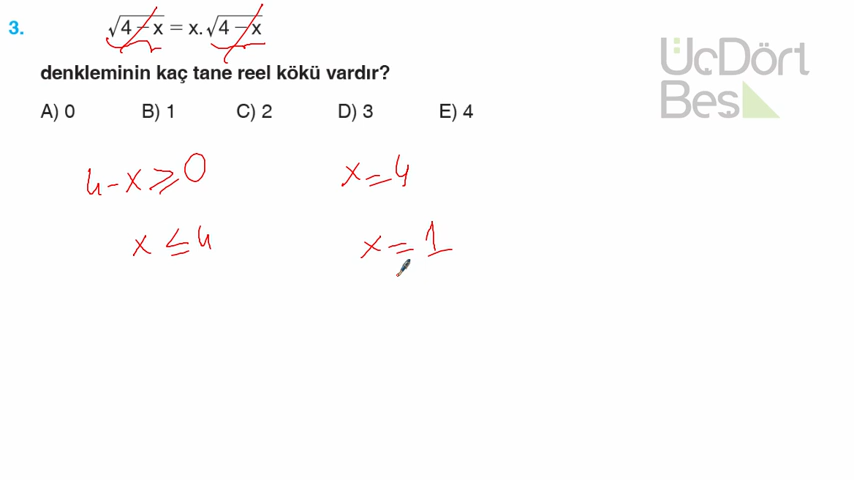 3. √4 – x = x.√4 – x
denkleminin kaç tane reel kökü vardır?
A) 0 B) 1 C) 2 D) 3 E) 4
ÜçDört
Beş
4-x ≥ 0 x = 4
x ≤ 4 x = 1